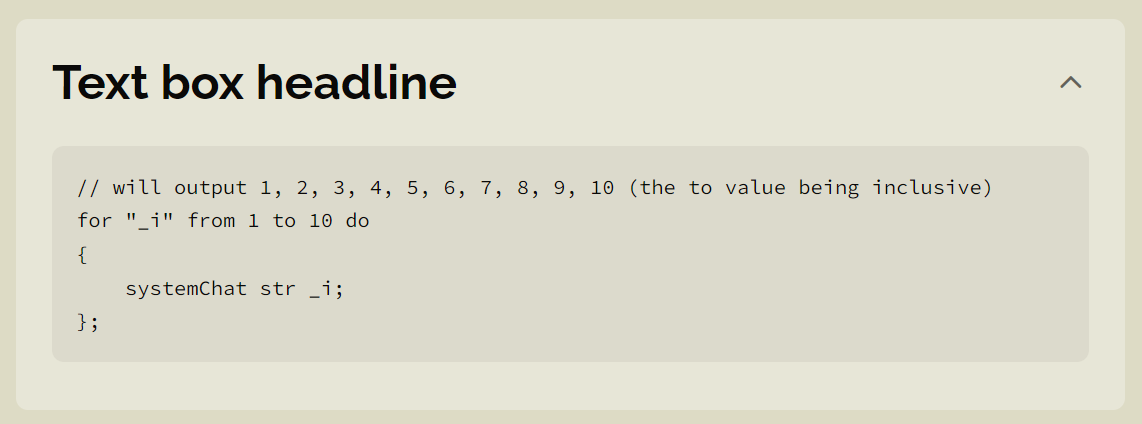 Text box headline
// will output 1, 2, 3, 4, 5, 6, 7, 8, 9, 10 (the to value being inclusive)
for "_i" from 1 to 10 do
{
    systemChat str _i;
};